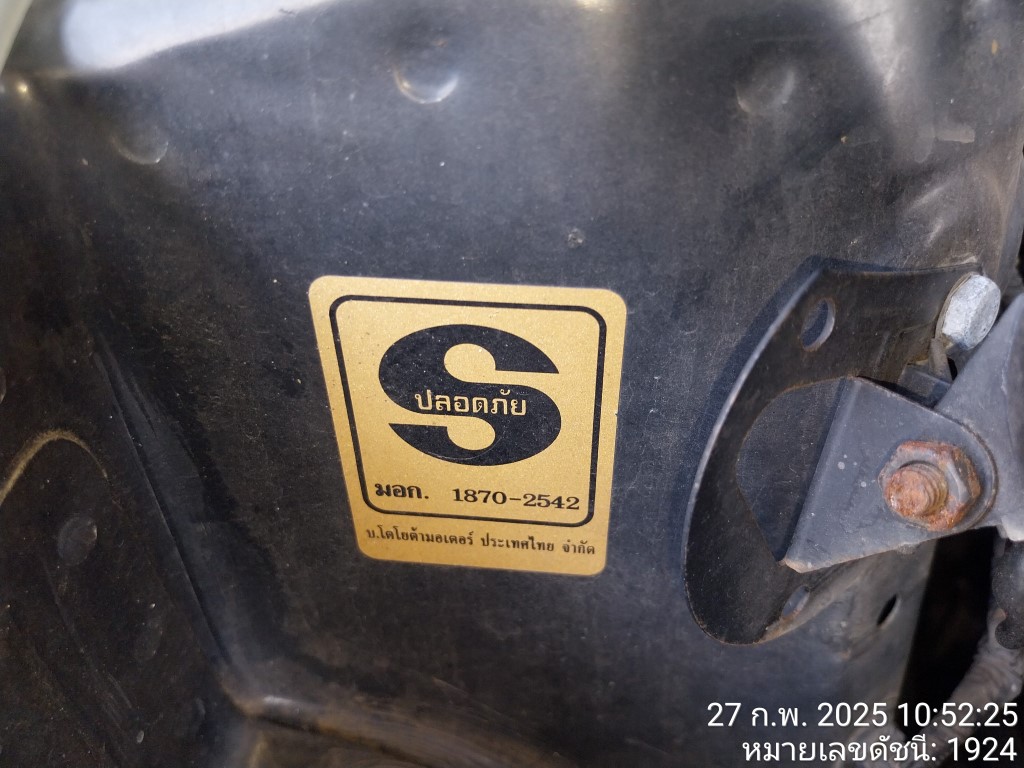 S
ปลอดภัย
มอก. 1870-2542
บ.โตโยต้ามอเตอร์ ประเทศไทย จำกัด
27 ก.พ. 2025 10:52:25
หมายเลขดัชนี: 1924